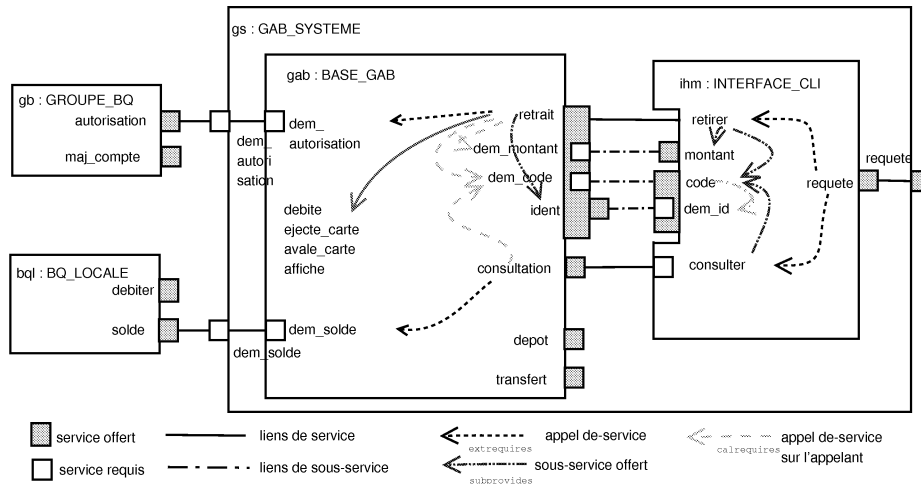 gs : GAB_SYSTEME
gab : BASE_GAB
ihm : INTERFACE_CLI
gb : GROUPE_BQ
autorisation
maj_compte
dem_
autori
sation
dem_
autorisation
retrait
dem_montant
dem_code
ident
debite
ejecte_carte
avale_carte
affiche
consultation
retirer
montant
code
dem_id
consulter
requete
requete
bql : BQ_LOCALE
debiter
solde
dem_solde
dem_solde
depot
transfert
service offert
liens de service
appel de-service
extrequires
appel de-service
sur l'appelant
calrequires
service requis
liens de sous-service
sous-service offert
subprovides